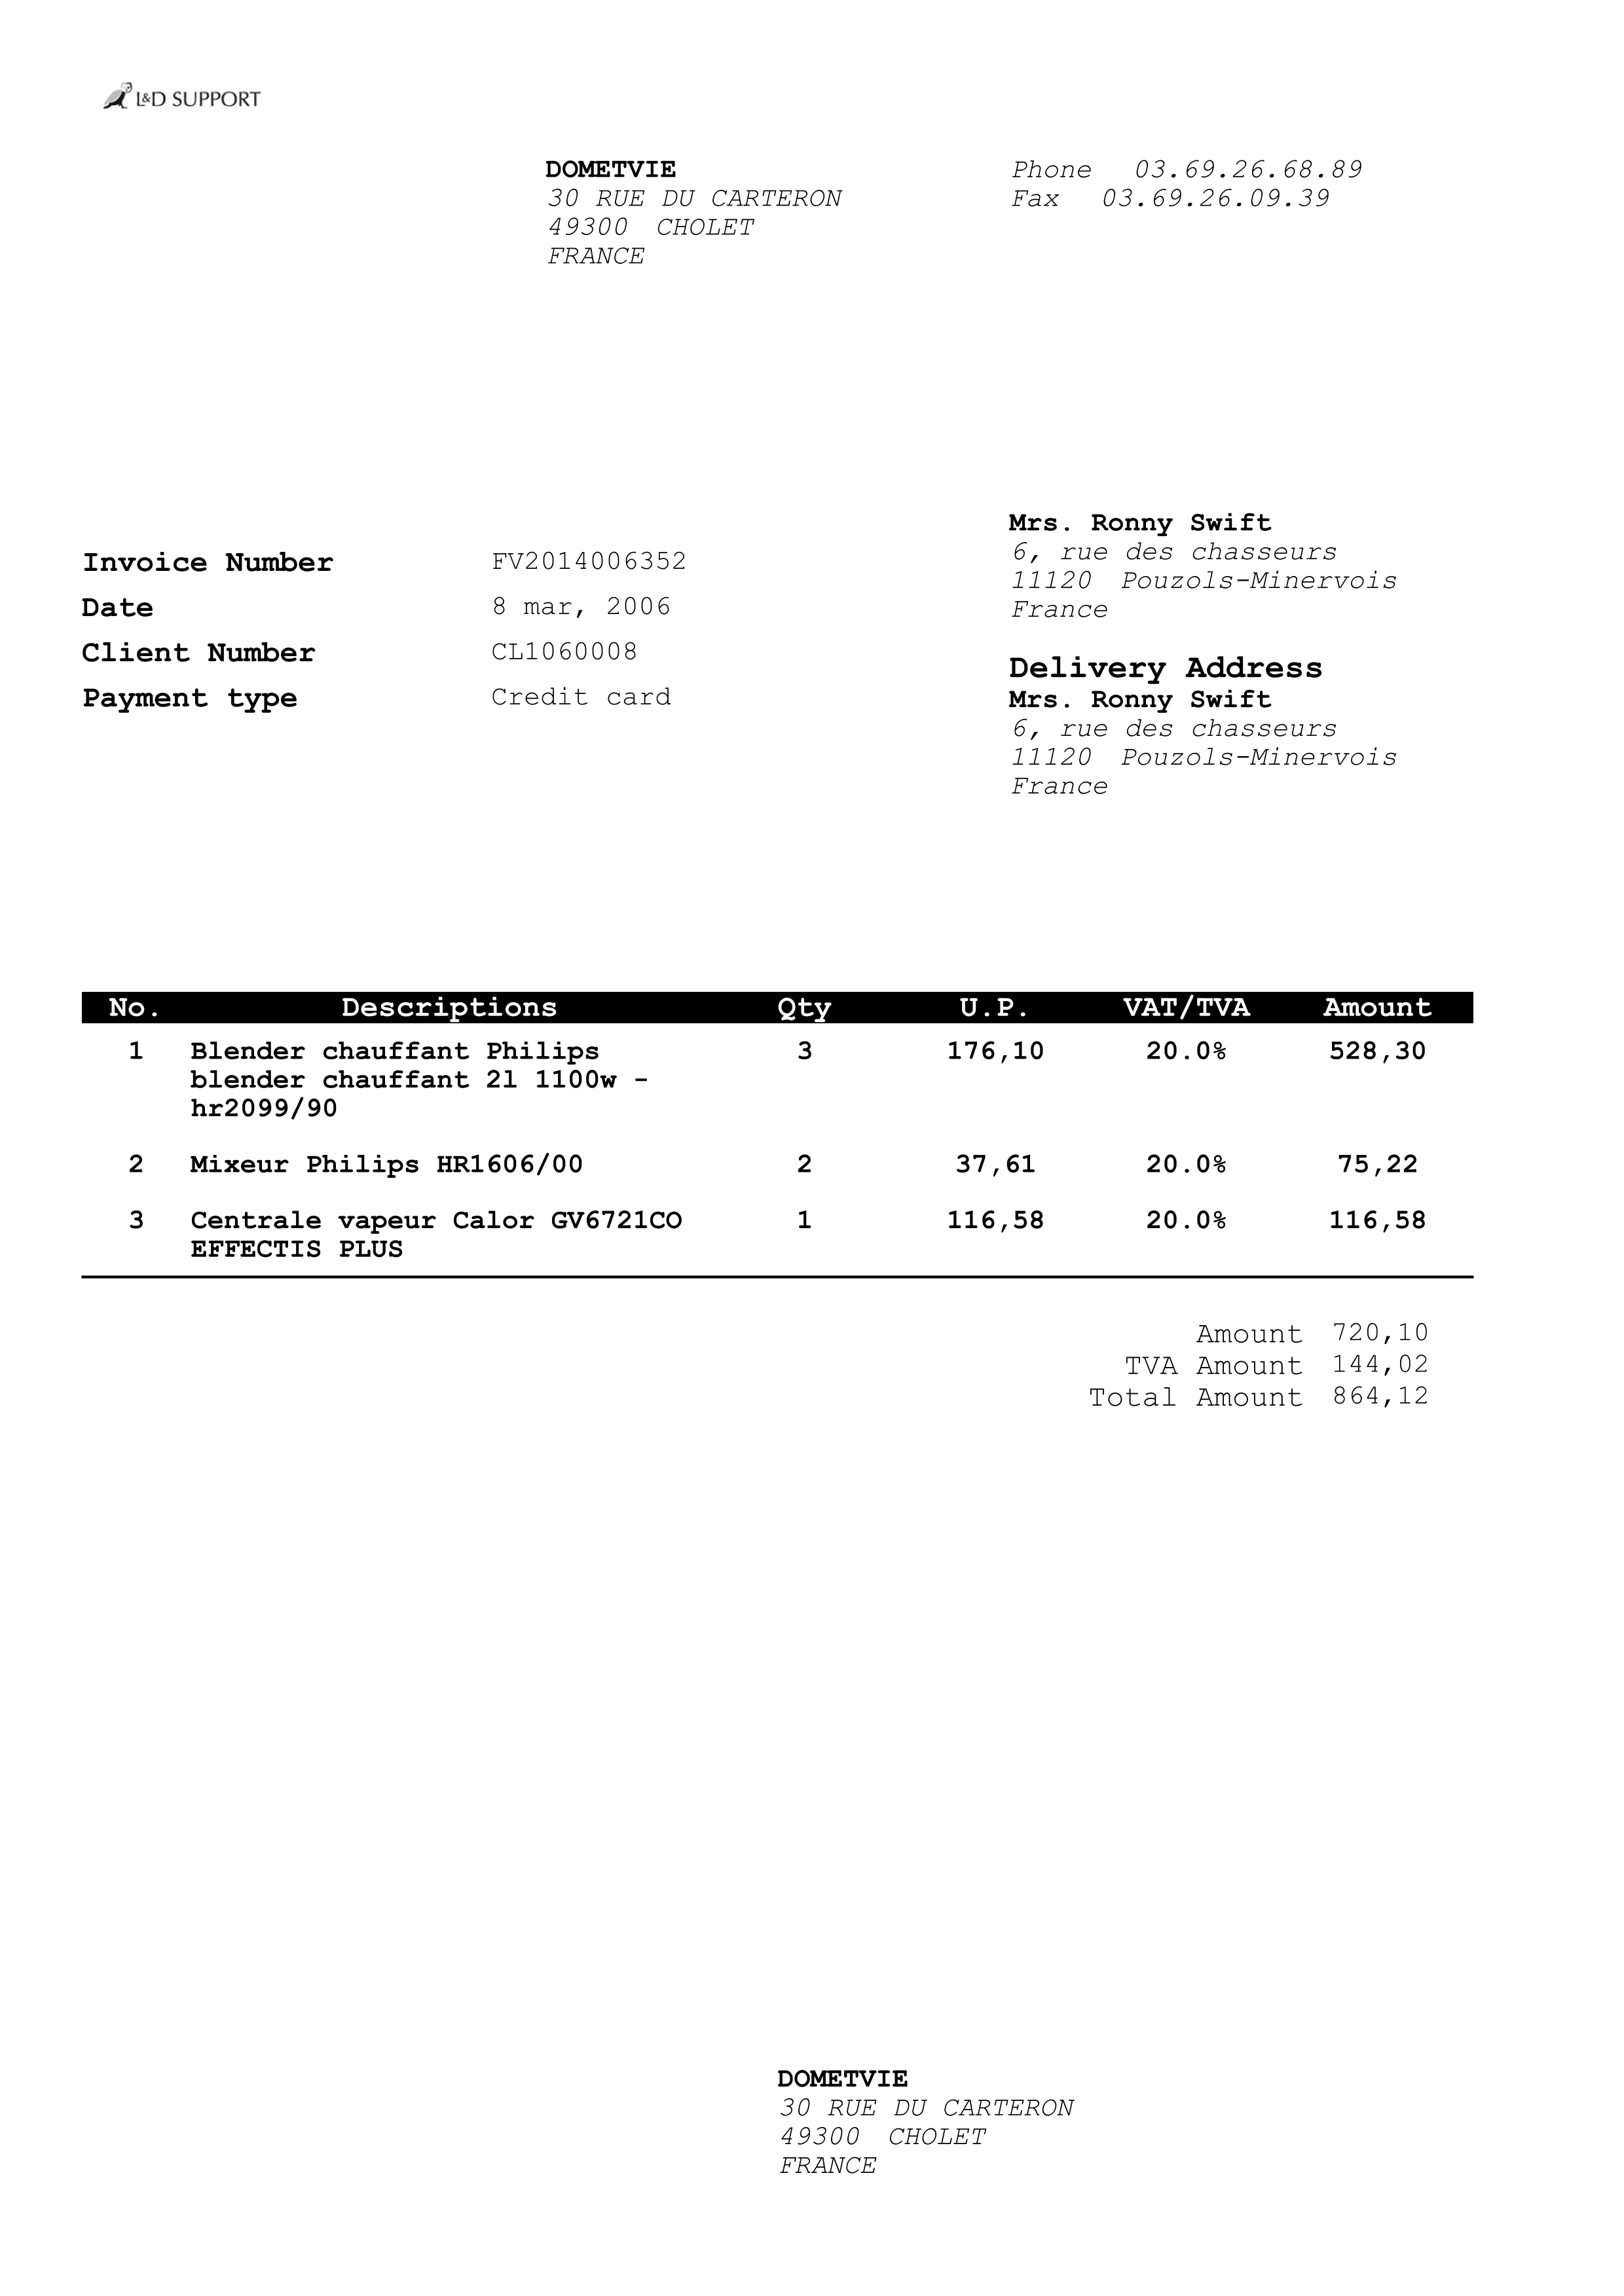 L&D SUPPORT
DOMETVIE
30 RUE DU CARTERON
49300 CHOLET
FRANCE
Phone 03.69.26.68.89
Fax 03.69.26.09.39
Invoice Number FV2014006352
Date 8 mar, 2006
Client Number CL1060008
Payment type Credit card
Mrs. Ronny Swift
6, rue des chasseurs
11120 Pouzols-Minervois
France
Delivery Address
Mrs. Ronny Swift
6, rue des chasseurs
11120 Pouzols-Minervois
France
No. Descriptions Qty U.P. VAT/TVA Amount
1 Blender chauffant Philips 3 176,10 20.0% 528,30
blender chauffant 2l 1100w -
hr2099/90
2 Mixeur Philips HR1606/00 2 37,61 20.0% 75,22
3 Centrale vapeur Calor GV6721CO 1 116,58 20.0% 116,58
EFFECTIS PLUS
Amount 720,10
TVA Amount 144,02
Total Amount 864,12
DOMETVIE
30 RUE DU CARTERON
49300 CHOLET
FRANCE